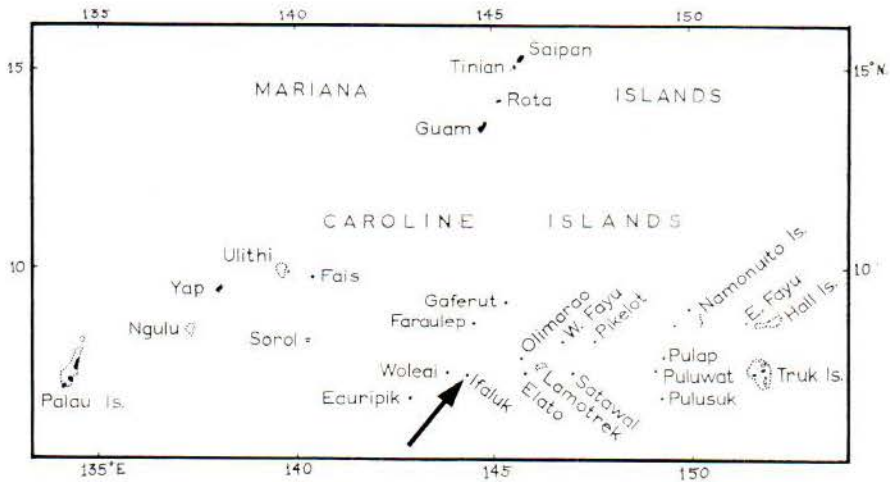 135 140 145 150
15 15°N.
Saipan
Tinian
MARIANA ISLANDS
Rota
Guam
CAROLINE ISLANDS
Ulithi
10 10
Fais
Yap
Namonuito Is.
E. Fayu
Hall Is.
Gaferut
Olimarao
W. Fayu
Pikelot
Faraulep
Ngulu
Sorol
Pulap
Woleai
Ifaluk
Puluwat
Truk Is.
Lamotrek
Satawal
Elato
Eauripik
Pulusuk
Palau Is.
135°E 140 145 150